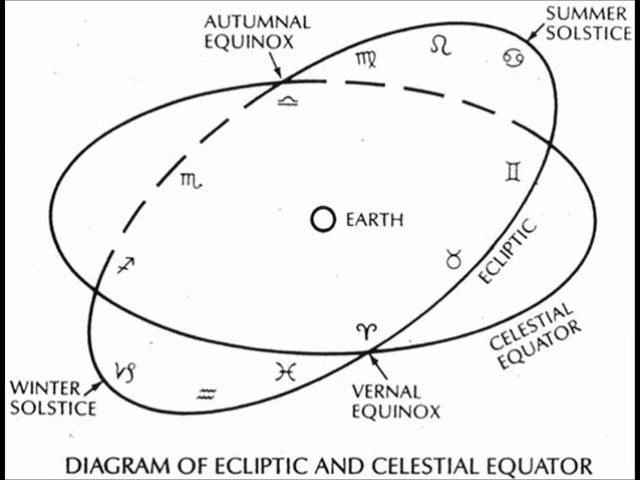 AUTUMNAL
EQUINOX
SUMMER
SOLSTICE
♍
♌
♋
♎
♏
♊
EARTH
♐
♉
ECLIPTIC
♈
CELESTIAL
EQUATOR
♑
♒
♓
WINTER
SOLSTICE
VERNAL
EQUINOX
DIAGRAM OF ECLIPTIC AND CELESTIAL EQUATOR